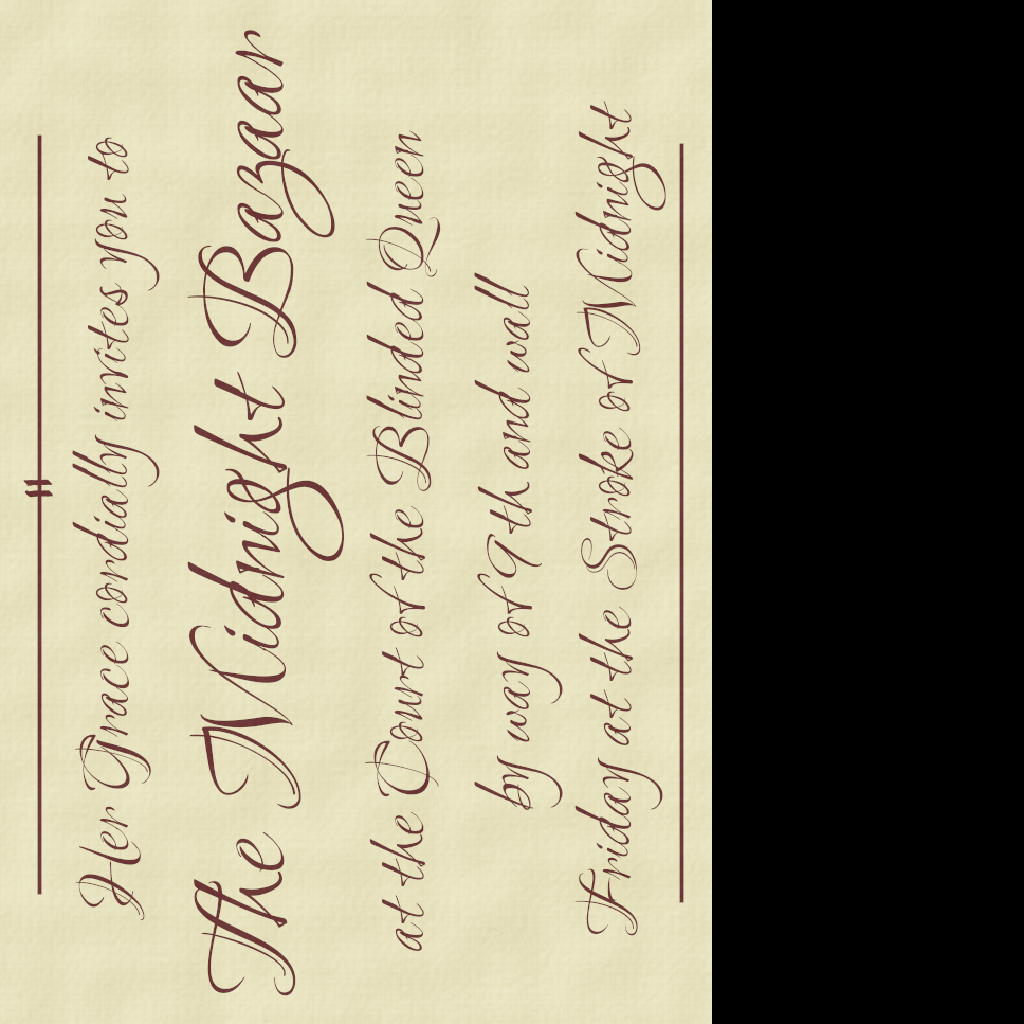 Her Grace cordially invites you to
The Midnight Bazaar
at the Court of the Blinded Queen
by way of 9th and wall
Friday at the Stroke of Midnight